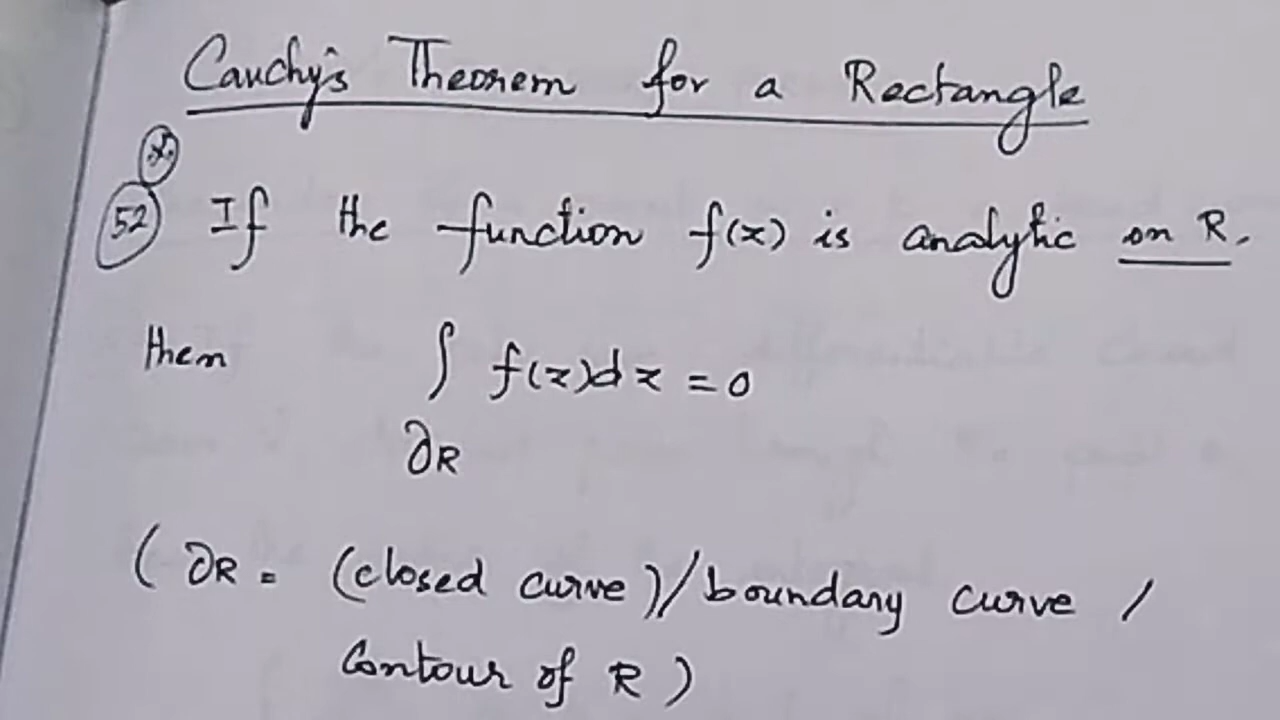 Cauchy's Theorem for a Rectangle
52 If the function f(z) is analytic on R.
then ∫ f(z)dz = 0
∂R
( ∂R = (closed curve)/boundary curve /
Contour of R )